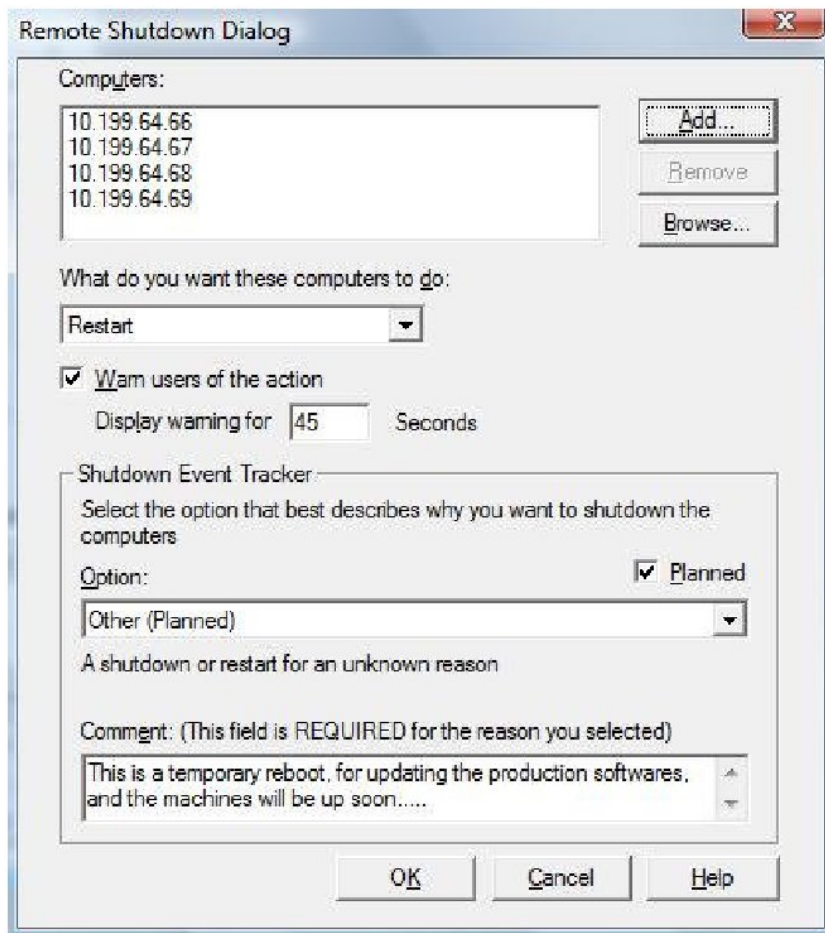 Remote Shutdown Dialog
Computers:
10.199.64.66
10.199.64.67
10.199.64.68
10.199.64.69
Add...
Remove
Browse...
What do you want these computers to do:
Restart
Warn users of the action
Display warning for 45 Seconds
Shutdown Event Tracker
Select the option that best describes why you want to shutdown the
computers
Option:
Planned
Other (Planned)
A shutdown or restart for an unknown reason
Comment: (This field is REQUIRED for the reason you selected)
This is a temporary reboot, for updating the production softwares,
and the machines will be up soon.....
OK Cancel Help